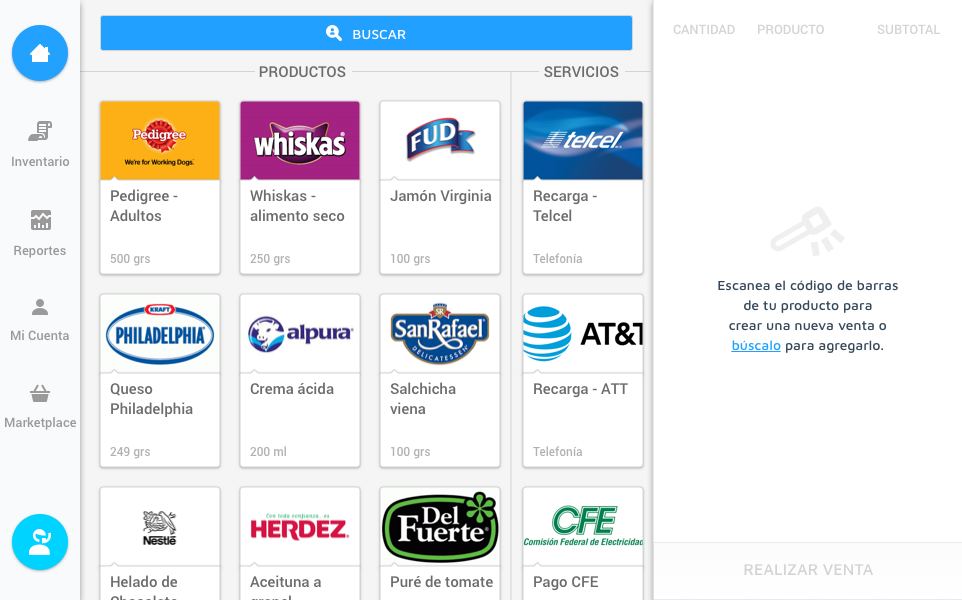 Inventario
Reportes
Mi Cuenta
Marketplace
BUSCAR
PRODUCTOS
SERVICIOS
Pedigree
We're for Working Dogs.
Pedigree -
Adultos
500 grs
whiskas
Whiskas -
alimento seco
250 grs
FUD
Jamón Virginia
100 grs
telcel
Recarga -
Telcel
Telefonía
KRAFT
PHILADELPHIA
Queso
Philadelphia
249 grs
alpura
Crema ácida
200 ml
SanRafael
DELICATESSEN
Salchicha
viena
100 grs
AT&T
Recarga - ATT
Telefonía
Nestlé
Helado de
Chocolate
Con toda confianza...es
HERDEZ
Aceituna a
granel
Del
Fuerte
Puré de tomate
CFE
Comisión Federal de Electricidad
Pago CFE
CANTIDAD PRODUCTO SUBTOTAL
Escanea el código de barras
de tu producto para
crear una nueva venta o
búscalo para agregarlo.
REALIZAR VENTA